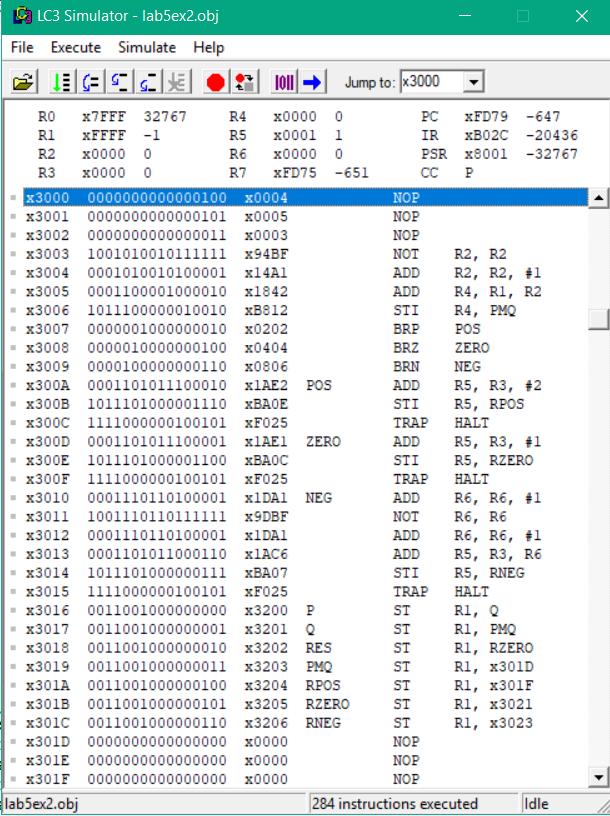 LC3 Simulator - lab5ex2.obj
File Execute Simulate Help
Jump to: x3000
R0 x7FFF 32767 R4 x0000 0 PC xFD79 -647
R1 xFFFF -1 R5 x0001 1 IR xB02C -20436
R2 x0000 0 R6 x0000 0 PSR x8001 -32767
R3 x0000 0 R7 xFD75 -651 CC P
x3000 0000000000000100 x0004 NOP
x3001 0000000000000101 x0005 NOP
x3002 0000000000000011 x0003 NOP
x3003 1001010010111111 x94BF NOT R2, R2
x3004 0001010010100001 x14A1 ADD R2, R2, #1
x3005 0001100001000010 x1842 ADD R4, R1, R2
x3006 1011100000010010 xB812 STI R4, PMQ
x3007 0000001000000010 x0202 BRP POS
x3008 0000010000000100 x0404 BRZ ZERO
x3009 0000100000000110 x0806 BRN NEG
x300A 0001101011100010 x1AE2 POS ADD R5, R3, #2
x300B 1011101000001110 xBA0E STI R5, RPOS
x300C 1111000000100101 xF025 TRAP HALT
x300D 0001101011100001 x1AE1 ZERO ADD R5, R3, #1
x300E 1011101000001100 xBA0C STI R5, RZERO
x300F 1111000000100101 xF025 TRAP HALT
x3010 0001110110100001 x1DA1 NEG ADD R6, R6, #1
x3011 1001110110111111 x9DBF NOT R6, R6
x3012 0001110110100001 x1DA1 ADD R6, R6, #1
x3013 0001101011000110 x1AC6 ADD R5, R3, R6
x3014 1011101000000111 xBA07 STI R5, RNEG
x3015 1111000000100101 xF025 TRAP HALT
x3016 0011001000000000 x3200 P ST R1, Q
x3017 0011001000000001 x3201 Q ST R1, PMQ
x3018 0011001000000010 x3202 RES ST R1, RZERO
x3019 0011001000000011 x3203 PMQ ST R1, x301D
x301A 0011001000000100 x3204 RPOS ST R1, x301F
x301B 0011001000000101 x3205 RZERO ST R1, x3021
x301C 0011001000000110 x3206 RNEG ST R1, x3023
x301D 0000000000000000 x0000 NOP
x301E 0000000000000000 x0000 NOP
x301F 0000000000000000 x0000 NOP
lab5ex2.obj 284 instructions executed Idle